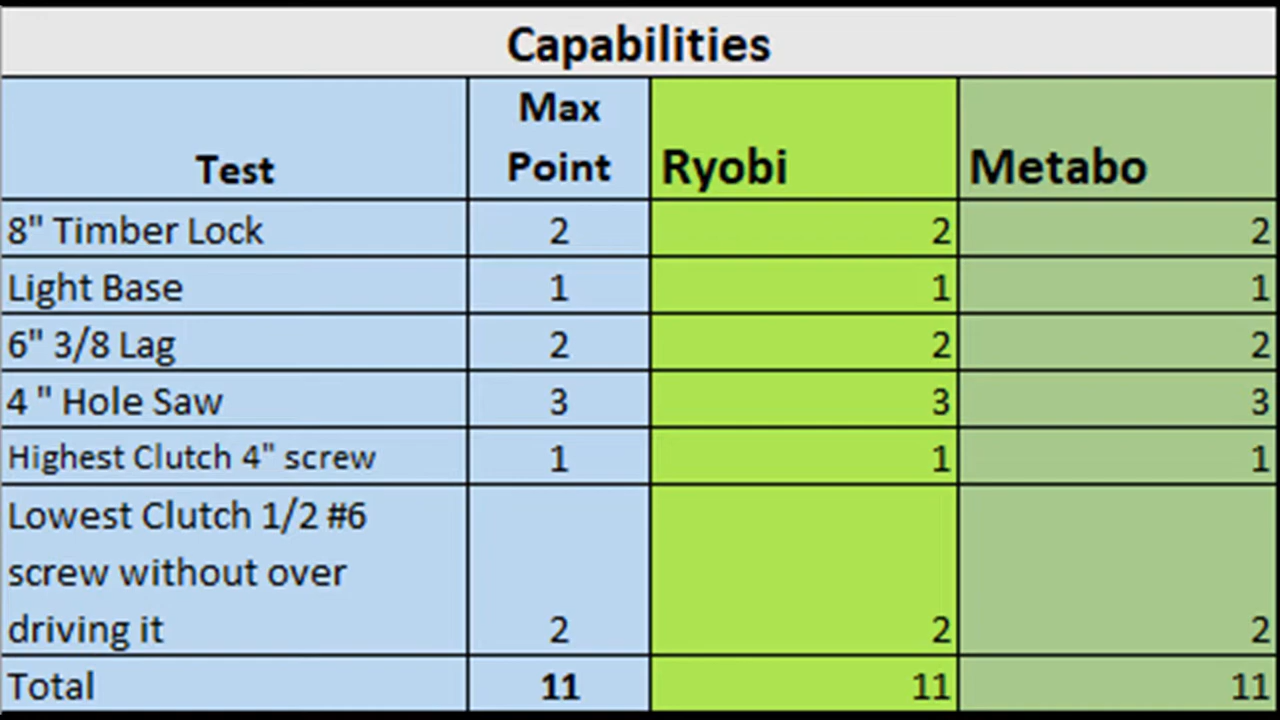 Capabilities
Test Max Point Ryobi Metabo
8" Timber Lock 2 2 2
Light Base 1 1 1
6" 3/8 Lag 2 2 2
4 " Hole Saw 3 3 3
Highest Clutch 4" screw 1 1 1
Lowest Clutch 1/2 #6
screw without over
driving it 2 2 2
Total 11 11 11